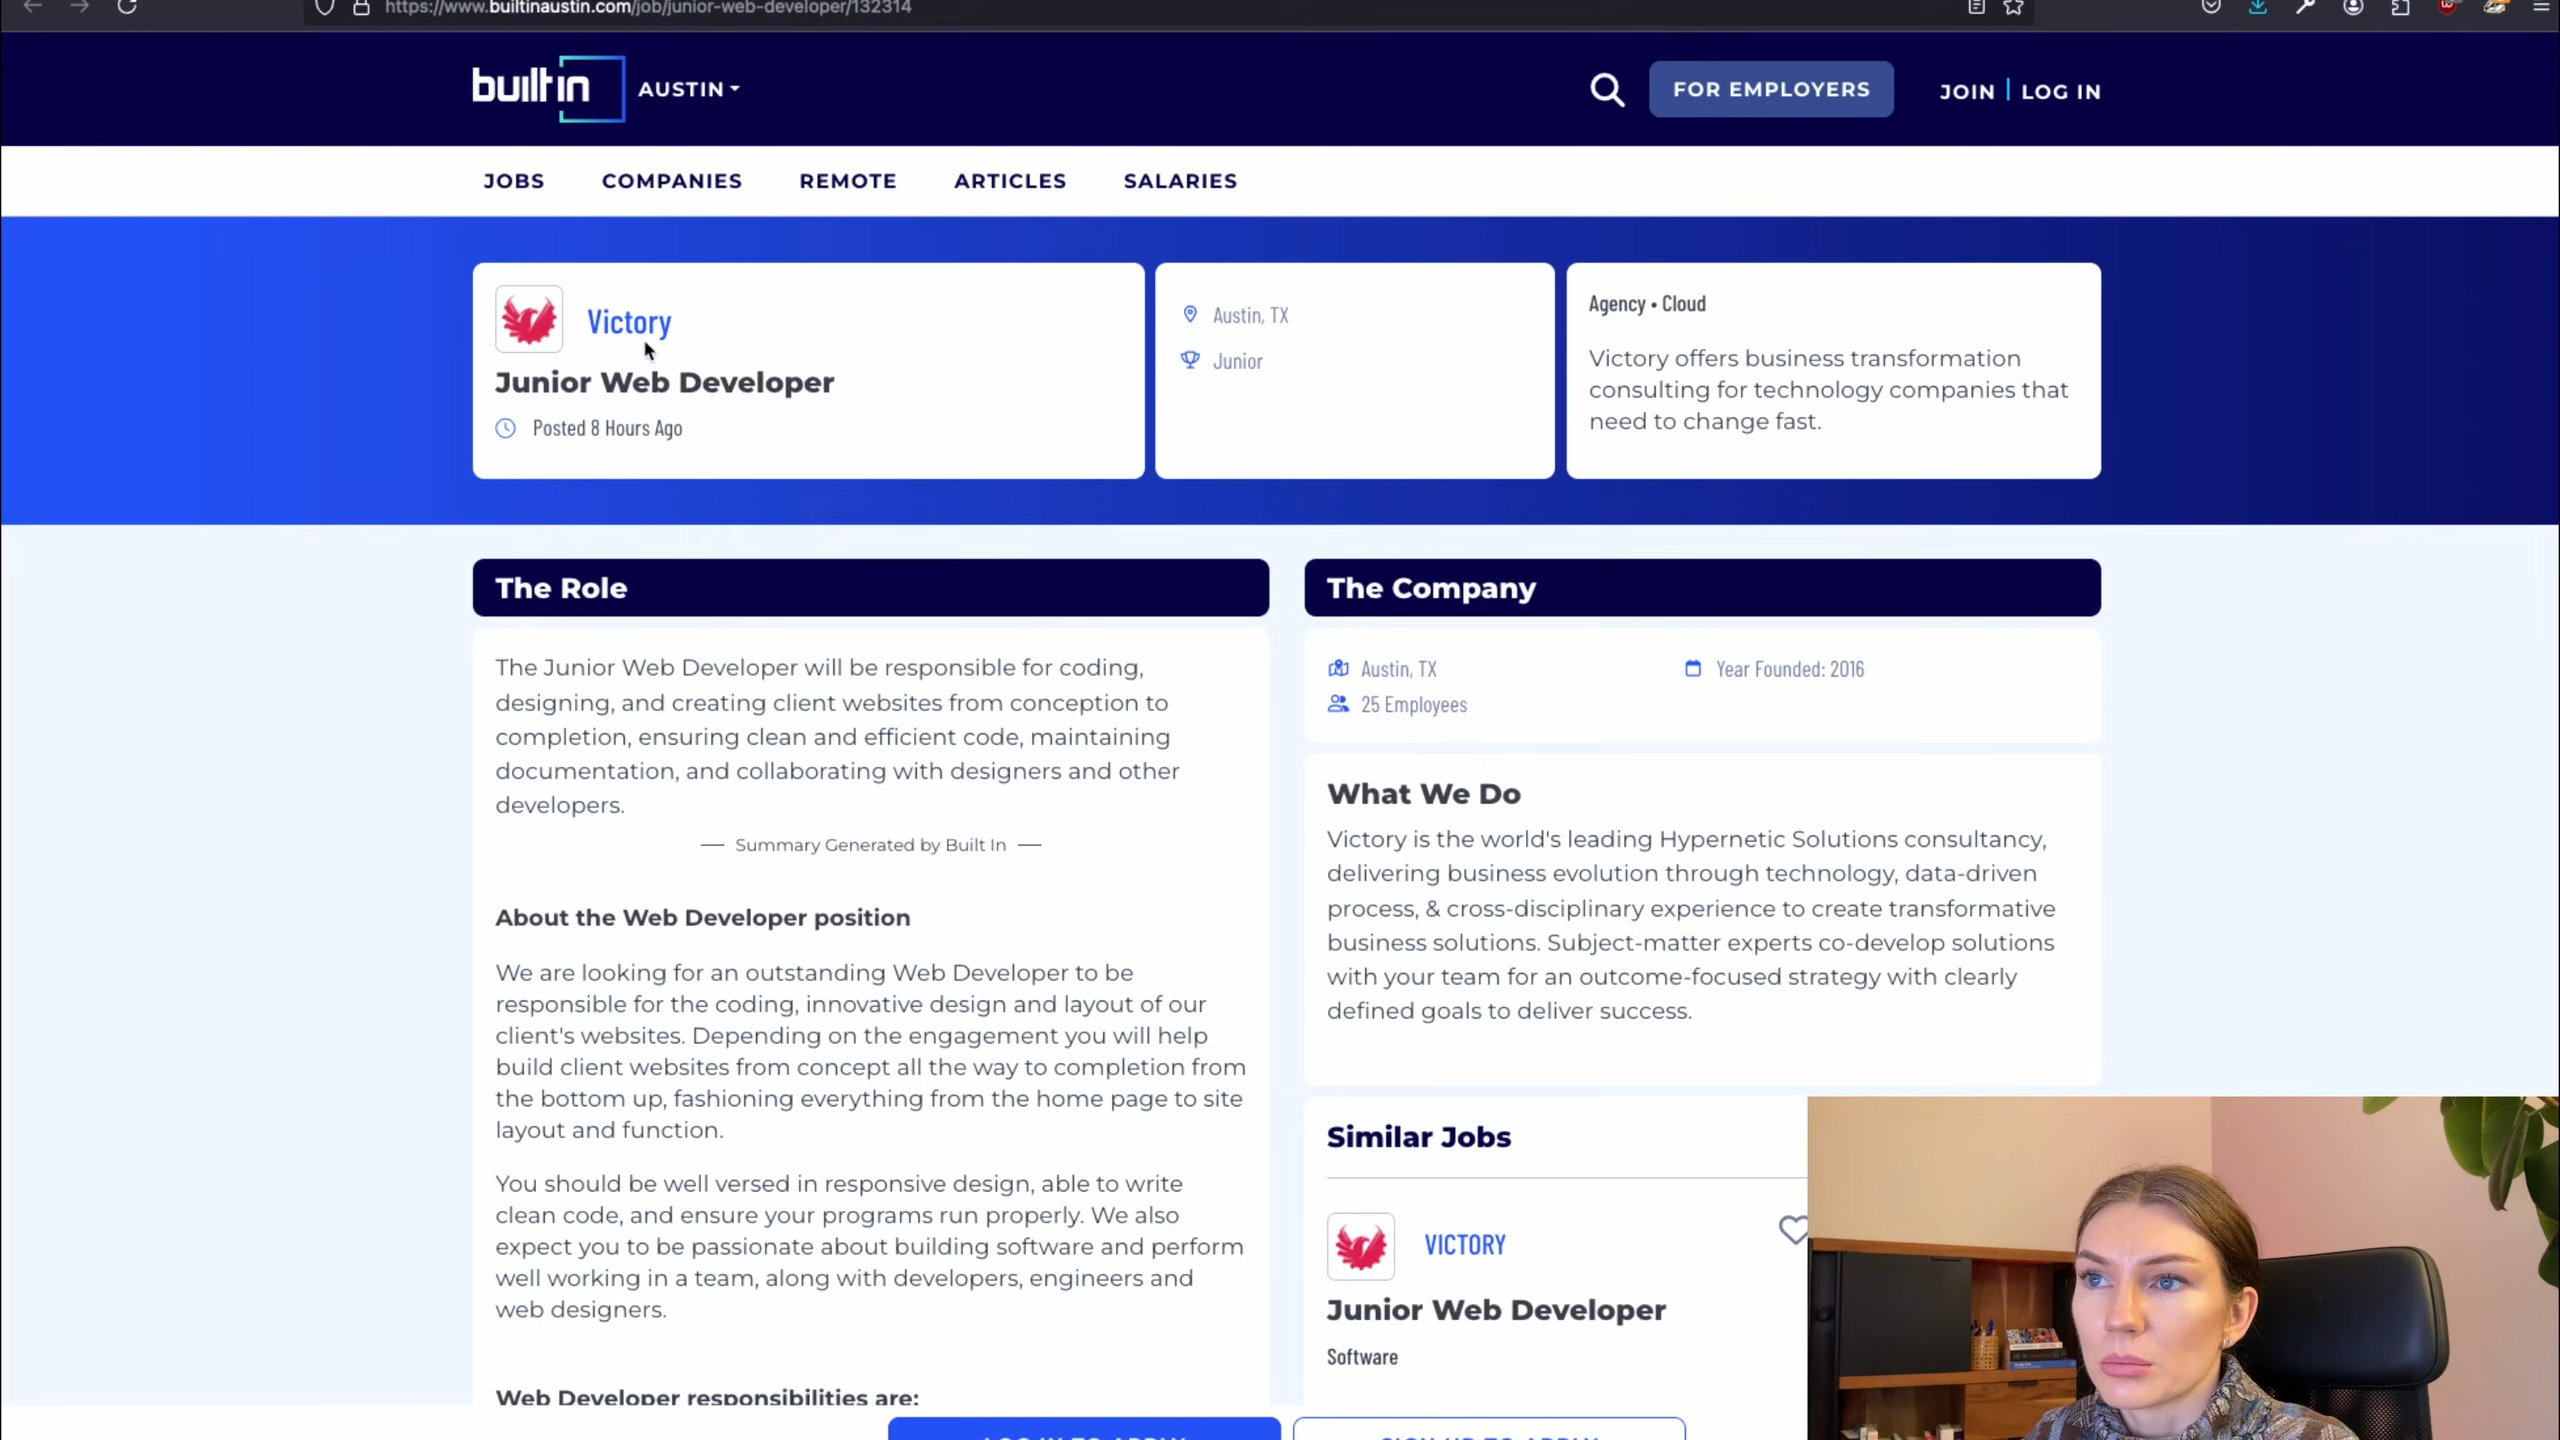 https://www.builtinaustin.com/job/junior-web-developer/132314
builtin
AUSTIN
FOR EMPLOYERS
JOIN | LOG IN
JOBS
COMPANIES
REMOTE
ARTICLES
SALARIES
Victory
Junior Web Developer
Posted 8 Hours Ago
Austin, TX
Junior
Agency • Cloud
Victory offers business transformation
consulting for technology companies that
need to change fast.
The Role
The Junior Web Developer will be responsible for coding,
designing, and creating client websites from conception to
completion, ensuring clean and efficient code, maintaining
documentation, and collaborating with designers and other
developers.
— Summary Generated by Built In —
About the Web Developer position
We are looking for an outstanding Web Developer to be
responsible for the coding, innovative design and layout of our
client's websites. Depending on the engagement you will help
build client websites from concept all the way to completion from
the bottom up, fashioning everything from the home page to site
layout and function.
You should be well versed in responsive design, able to write
clean code, and ensure your programs run properly. We also
expect you to be passionate about building software and perform
well working in a team, along with developers, engineers and
web designers.
Web Developer responsibilities are:
The Company
Austin, TX
Year Founded: 2016
25 Employees
What We Do
Victory is the world's leading Hypernetic Solutions consultancy,
delivering business evolution through technology, data-driven
process, & cross-disciplinary experience to create transformative
business solutions. Subject-matter experts co-develop solutions
with your team for an outcome-focused strategy with clearly
defined goals to deliver success.
Similar Jobs
VICTORY
Junior Web Developer
Software
LOG IN TO APPLY
SIGN UP TO APPLY